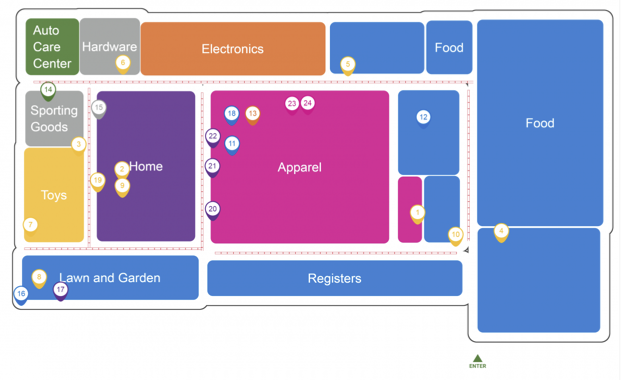 Auto
Care
Center
Hardware
6
Electronics
5
Food
14
Sporting
Goods
3
15
Home
2
9
19
Toys
7
18
13
23
24
22
11
21
Apparel
20
12
1
10
Food
4
8
Lawn and Garden
16
17
Registers
ENTER